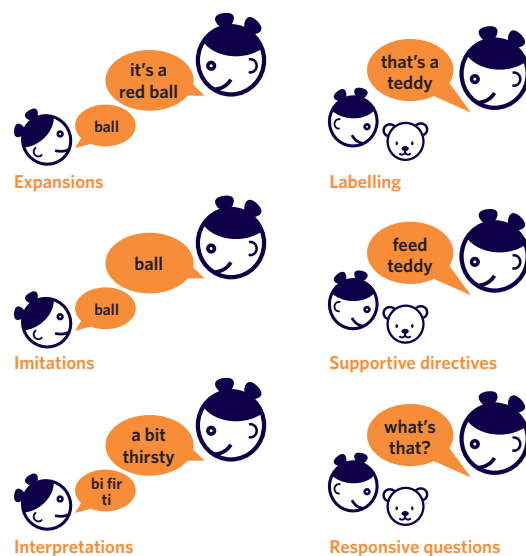 it's a
red ball
ball
Expansions
that's a
teddy
Labelling
ball
ball
Imitations
feed
teddy
Supportive directives
a bit
thirsty
bi fir
ti
Interpretations
what's
that?
Responsive questions